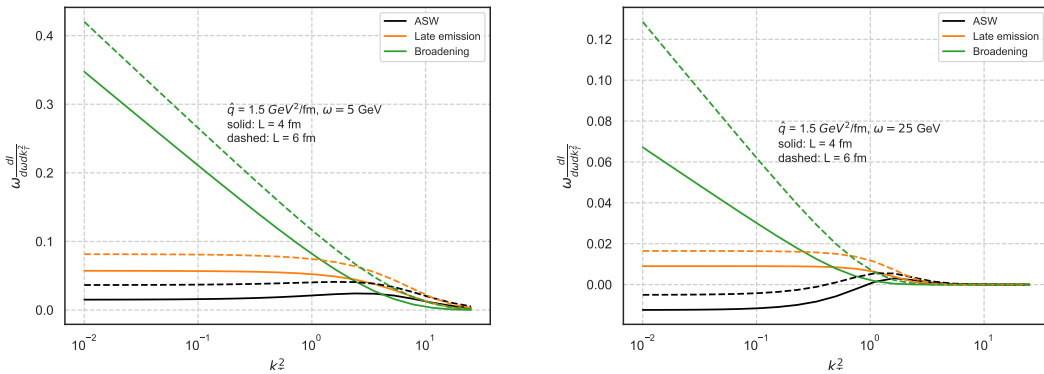 ASW
Late emission
Broadening
q̂ = 1.5 GeV²/fm, ω = 5 GeV
solid: L = 4 fm
dashed: L = 6 fm
ω dI/dωdk²
0.4
0.3
0.2
0.1
0.0
10⁻²
10⁻¹
10⁰
10¹
k²
ASW
Late emission
Broadening
q̂ = 1.5 GeV²/fm, ω = 25 GeV
solid: L = 4 fm
dashed: L = 6 fm
ω dI/dωdk²
0.12
0.10
0.08
0.06
0.04
0.02
0.00
10⁻²
10⁻¹
10⁰
10¹
k²